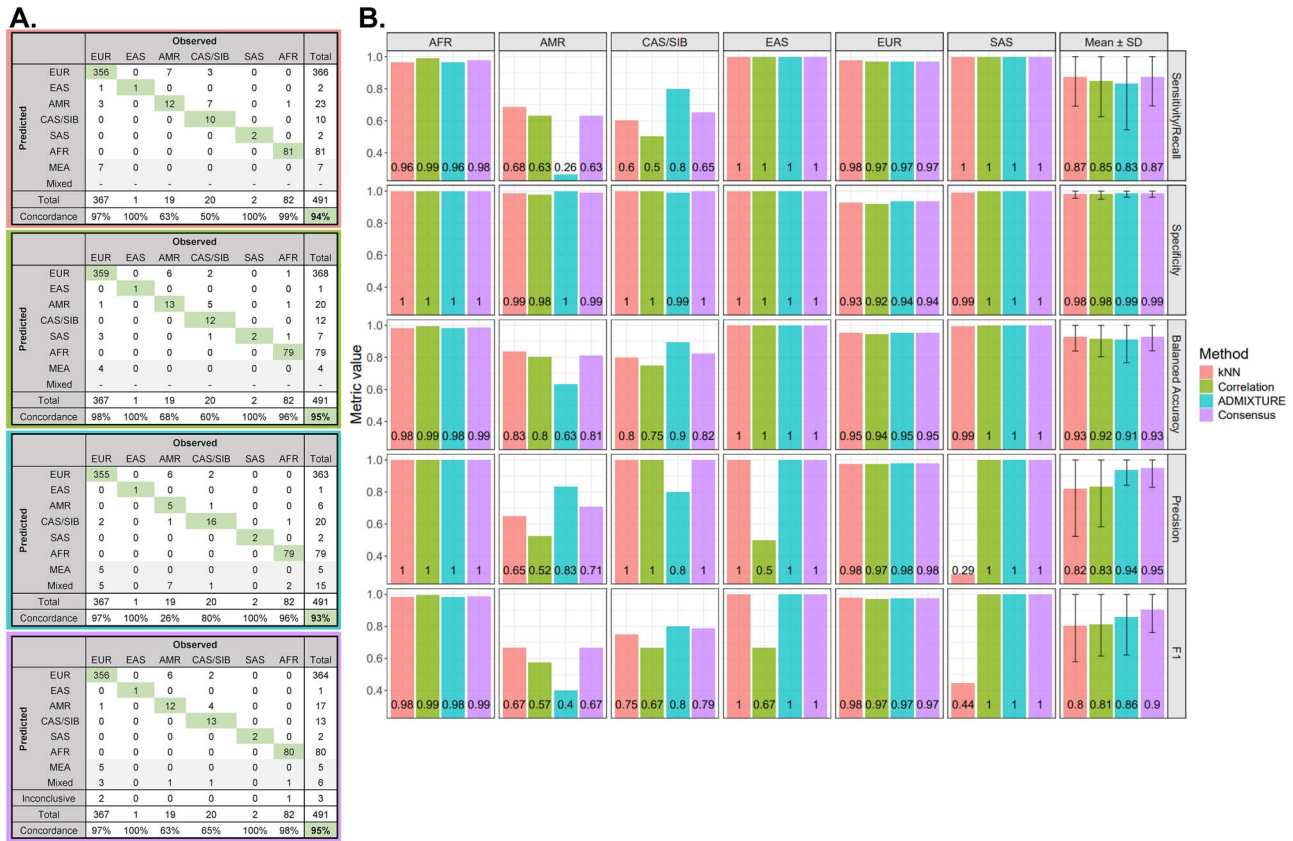 A.
Observed
EUR EAS AMR CAS/SIB SAS AFR Total
Predicted
EUR 356 0 7 3 0 0 366
EAS 1 1 0 0 0 0 2
AMR 3 0 12 7 0 1 23
CAS/SIB 0 0 0 10 0 0 10
SAS 0 0 0 0 2 0 2
AFR 0 0 0 0 0 81 81
MEA 7 0 0 0 0 0 7
Mixed - - - - - - -
Total 367 1 19 20 2 82 491
Concordance 97% 100% 63% 50% 100% 99% 94%
Observed
EUR EAS AMR CAS/SIB SAS AFR Total
Predicted
EUR 359 0 6 2 0 1 368
EAS 0 1 0 0 0 0 1
AMR 1 0 13 5 0 1 20
CAS/SIB 0 0 0 12 0 0 12
SAS 3 0 0 1 2 1 7
AFR 0 0 0 0 0 79 79
MEA 4 0 0 0 0 0 4
Mixed - - - - - - -
Total 367 1 19 20 2 82 491
Concordance 98% 100% 68% 60% 100% 96% 95%
Observed
EUR EAS AMR CAS/SIB SAS AFR Total
Predicted
EUR 355 0 6 2 0 0 363
EAS 0 1 0 0 0 0 1
AMR 0 0 5 1 0 0 6
CAS/SIB 2 0 1 16 0 1 20
SAS 0 0 0 0 2 0 2
AFR 0 0 0 0 0 79 79
MEA 5 0 0 0 0 0 5
Mixed 5 0 7 1 0 2 15
Total 367 1 19 20 2 82 491
Concordance 97% 100% 26% 80% 100% 96% 93%
Observed
EUR EAS AMR CAS/SIB SAS AFR Total
Predicted
EUR 356 0 6 2 0 0 364
EAS 0 1 0 0 0 0 1
AMR 1 0 12 4 0 0 17
CAS/SIB 0 0 0 13 0 0 13
SAS 0 0 0 0 2 0 2
AFR 0 0 0 0 0 80 80
MEA 5 0 0 0 0 0 5
Mixed 3 0 1 1 0 1 6
Inconclusive 2 0 0 0 0 1 3
Total 367 1 19 20 2 82 491
Concordance 97% 100% 63% 65% 100% 98% 95%
B.
AFR AMR CAS/SIB EAS EUR SAS Mean ± SD
Metric value
1.0
0.8
0.6
0.4
0.96 0.99 0.96 0.98 0.68 0.63 0.26 0.63 0.6 0.5 0.8 0.65 1 1 1 1 0.98 0.97 0.97 0.97 1 1 1 1 0.87 0.85 0.83 0.87
Sensitivity/Recall
1.0
0.8
0.6
0.4
1 1 1 1 0.99 0.98 1 0.99 1 1 0.99 1 1 1 1 1 0.93 0.92 0.94 0.94 0.99 1 1 1 0.98 0.98 0.99 0.99
Specificity
1.0
0.8
0.6
0.4
0.98 0.99 0.98 0.99 0.83 0.8 0.63 0.81 0.8 0.75 0.9 0.82 1 1 1 1 0.95 0.94 0.95 0.95 0.99 1 1 1 0.93 0.92 0.91 0.93
Balanced Accuracy
1.0
0.8
0.6
0.4
1 1 1 1 0.65 0.52 0.83 0.71 1 1 0.8 1 1 0.5 1 1 0.98 0.97 0.98 0.98 0.29 1 1 1 0.82 0.83 0.94 0.95
Precision
1.0
0.8
0.6
0.4
0.98 0.99 0.98 0.99 0.67 0.57 0.4 0.67 0.75 0.67 0.8 0.79 1 0.67 1 1 0.98 0.97 0.97 0.97 0.44 1 1 1 0.8 0.81 0.86 0.9
F1
Method
kNN
Correlation
ADMIXTURE
Consensus